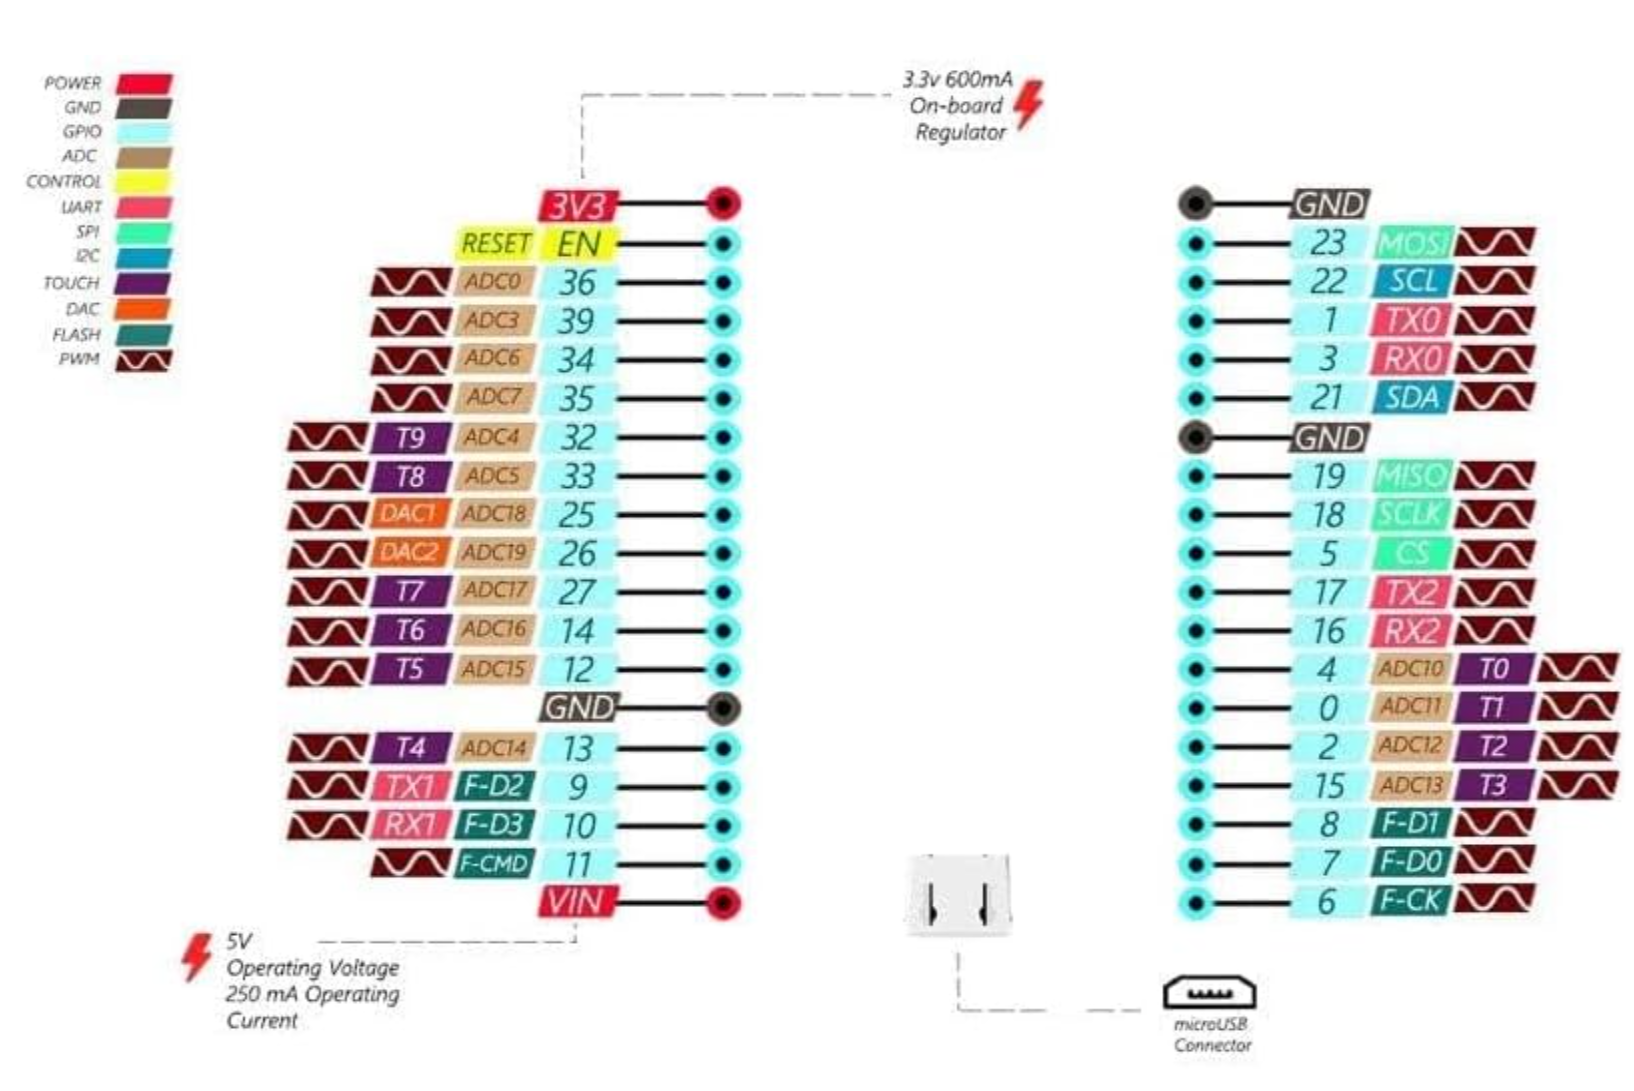 POWER
GND
GPIO
ADC
CONTROL
UART
SPI
I2C
TOUCH
DAC
FLASH
PWM
3.3v 600mA
On-board
Regulator
3V3
RESET EN
ADC0 36
ADC3 39
ADC6 34
ADC7 35
T9 ADC4 32
T8 ADC5 33
DAC1 ADC18 25
DAC2 ADC19 26
T7 ADC17 27
T6 ADC16 14
T5 ADC15 12
GND
T4 ADC14 13
TX1 F-D2 9
RX1 F-D3 10
F-CMD 11
VIN
5V
Operating Voltage
250 mA Operating
Current
GND
23 MOSI
22 SCL
1 TX0
3 RX0
21 SDA
GND
19 MISO
18 SCLK
5 CS
17 TX2
16 RX2
4 ADC10 T0
0 ADC11 T1
2 ADC12 T2
15 ADC13 T3
8 F-D1
7 F-D0
6 F-CK
microUSB
Connector